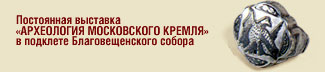 Постоянная выставка
«АРХЕОЛОГИЯ МОСКОВСКОГО КРЕМЛЯ»
в подклете Благовещенского собора